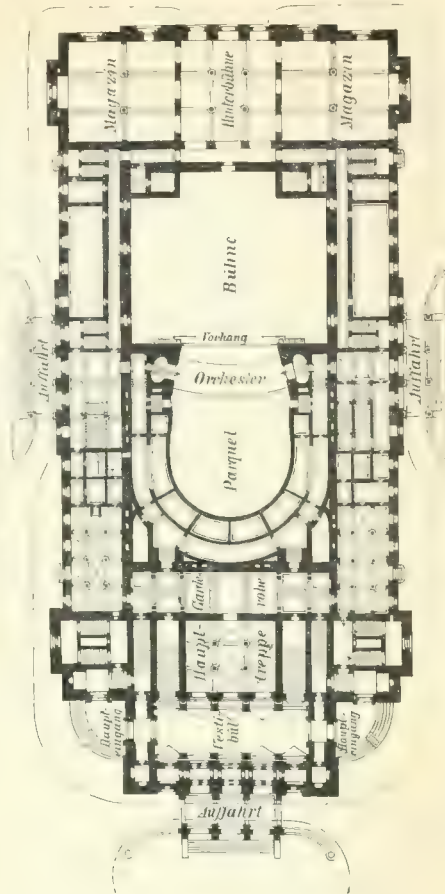 Magazin
Hinterbühne
Magazin
Bühne
Vorhang
Auffahrt
Auffahrt
Orchester
Parquet
Garde-
robe
Haupt-
treppe
Haupt-
eingang
Vesti-
bül
Haupt-
eingang
Auffahrt